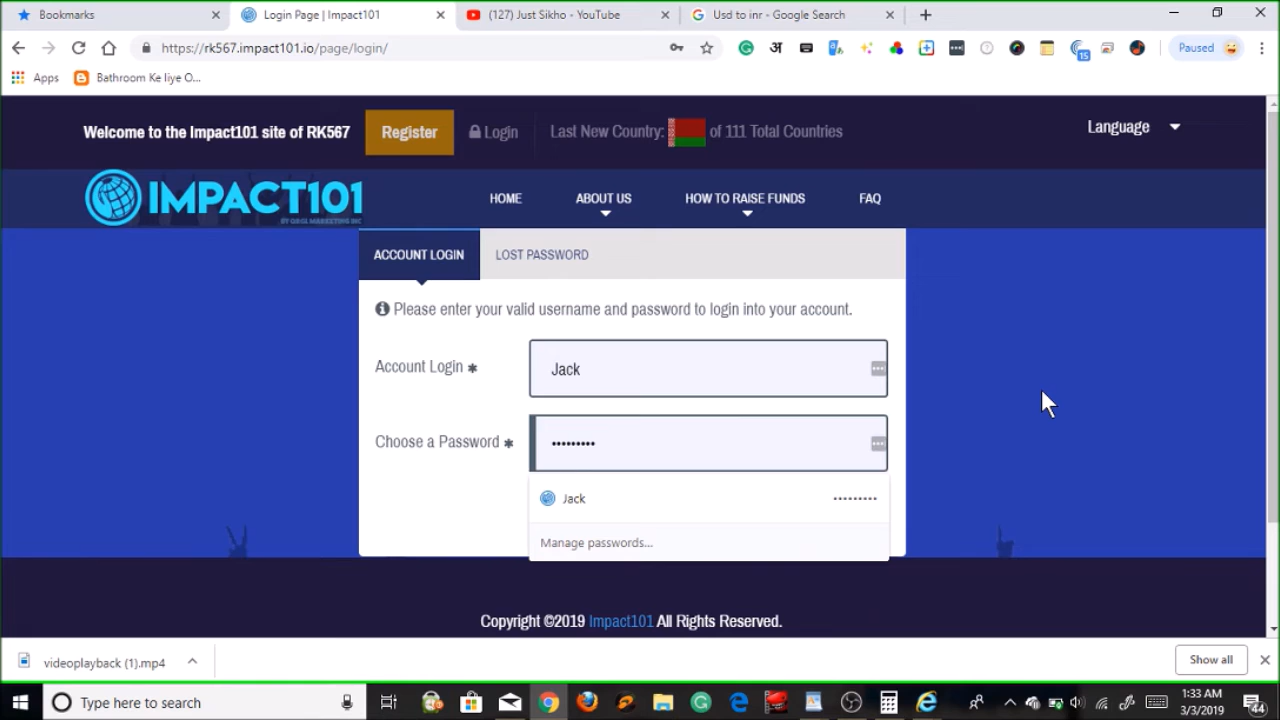 Bookmarks
Login Page | Impact101
(127) Just Sikho - YouTube
Usd to inr - Google Search
https://rk567.impact101.io/page/login/
अ
15
Paused
Apps
Bathroom Ke liye O...
Welcome to the Impact101 site of RK567
Register
Login
Last New Country:
of 111 Total Countries
Language
IMPACT101
HOME
ABOUT US
HOW TO RAISE FUNDS
FAQ
ACCOUNT LOGIN
LOST PASSWORD
Please enter your valid username and password to login into your account.
Account Login *
Jack
Choose a Password *
•••••••••
Jack
•••••••••
Manage passwords...
Copyright ©2019 Impact101 All Rights Reserved.
videoplayback (1).mp4
Show all
Type here to search
1:33 AM
3/3/2019
44